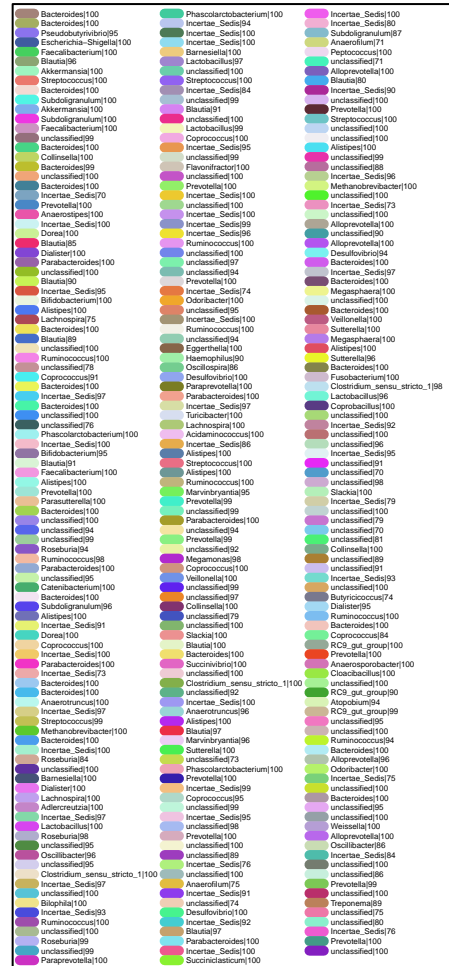 Bacteroides|100
Bacteroides|100
Pseudobutyrivibrio|95
Escherichia-Shigella|100
Faecalibacterium|100
Blautia|96
Akkermansia|100
Streptococcus|100
Bacteroides|100
Subdoligranulum|100
Akkermansia|100
Subdoligranulum|100
Faecalibacterium|100
unclassified|99
Bacteroides|100
Collinsella|100
Bacteroides|99
unclassified|100
Bacteroides|100
Incertae_Sedis|70
Prevotella|100
Anaerostipes|100
Incertae_Sedis|100
Dorea|100
Blautia|85
Dialister|100
Parabacteroides|100
unclassified|100
Blautia|90
Incertae_Sedis|95
Bifidobacterium|100
Alistipes|100
Lachnospira|75
Bacteroides|100
Blautia|89
unclassified|100
Ruminococcus|100
unclassified|78
Coprococcus|91
Bacteroides|100
Incertae_Sedis|97
Bacteroides|100
unclassified|100
unclassified|76
Phascolarctobacterium|100
Incertae_Sedis|100
Bifidobacterium|95
Blautia|91
Faecalibacterium|100
Alistipes|100
Prevotella|100
Parasutterella|100
Bacteroides|100
unclassified|100
unclassified|94
unclassified|99
Roseburia|94
Ruminococcus|98
Parabacteroides|100
unclassified|95
Catenibacterium|100
Bacteroides|100
Subdoligranulum|96
Alistipes|100
Incertae_Sedis|91
Dorea|100
Coprococcus|100
Incertae_Sedis|100
Parabacteroides|100
Incertae_Sedis|73
Bacteroides|100
Bacteroides|100
Anaerotruncus|100
Incertae_Sedis|97
Streptococcus|99
Methanobrevibacter|100
Bacteroides|100
Incertae_Sedis|100
Roseburia|84
unclassified|100
Barnesiella|100
Dialister|100
Lachnospira|100
Adlercreutzia|100
Incertae_Sedis|97
Lactobacillus|100
Roseburia|98
unclassified|95
Oscillibacter|96
unclassified|95
Clostridium_sensu_stricto_1|100
Incertae_Sedis|97
unclassified|100
Bilophila|100
Incertae_Sedis|93
Ruminococcus|100
unclassified|100
Roseburia|99
unclassified|99
Paraprevotella|100
Phascolarctobacterium|100
Incertae_Sedis|94
Incertae_Sedis|100
Incertae_Sedis|100
Barnesiella|100
Lactobacillus|97
unclassified|100
Streptococcus|100
Incertae_Sedis|84
unclassified|99
Blautia|91
unclassified|100
Lactobacillus|99
Coprococcus|100
Incertae_Sedis|95
unclassified|99
Flavonifractor|100
unclassified|100
Prevotella|100
Incertae_Sedis|100
unclassified|100
Incertae_Sedis|100
Incertae_Sedis|99
Incertae_Sedis|96
Ruminococcus|100
unclassified|100
unclassified|97
unclassified|94
Prevotella|100
Incertae_Sedis|74
Odoribacter|100
unclassified|95
Incertae_Sedis|100
Ruminococcus|100
unclassified|94
Eggerthella|100
Haemophilus|90
Oscillospira|86
Desulfovibrio|100
Paraprevotella|100
Parabacteroides|100
Incertae_Sedis|97
Turicibacter|100
Lachnospira|100
Acidaminococcus|100
Incertae_Sedis|86
Alistipes|100
Streptococcus|100
Alistipes|100
Ruminococcus|100
Marvinbryantia|95
Prevotella|99
unclassified|99
Parabacteroides|100
unclassified|94
Prevotella|99
unclassified|92
Megamonas|98
Coprococcus|100
Veillonella|100
unclassified|99
unclassified|97
Collinsella|100
unclassified|79
unclassified|100
Slackia|100
Blautia|100
Bacteroides|100
Succinivibrio|100
unclassified|100
Clostridium_sensu_stricto_1|100
unclassified|92
Incertae_Sedis|100
Anaerotruncus|96
Alistipes|100
Blautia|97
Marvinbryantia|96
Sutterella|100
unclassified|73
Phascolarctobacterium|100
Prevotella|100
Incertae_Sedis|99
Coprococcus|95
unclassified|99
Incertae_Sedis|95
unclassified|98
Prevotella|100
unclassified|100
unclassified|89
Incertae_Sedis|76
unclassified|100
Anaerofilum|75
Incertae_Sedis|91
unclassified|74
Desulfovibrio|100
Incertae_Sedis|92
Blautia|97
Parabacteroides|100
Incertae_Sedis|100
Succiniclasticum|100
Incertae_Sedis|100
Incertae_Sedis|80
Subdoligranulum|87
Anaerofilum|71
Peptococcus|100
unclassified|71
Alloprevotella|100
Blautia|80
Incertae_Sedis|90
unclassified|100
Prevotella|100
Streptococcus|100
unclassified|100
unclassified|100
Alistipes|100
unclassified|99
unclassified|88
Incertae_Sedis|96
Methanobrevibacter|100
unclassified|100
Incertae_Sedis|73
unclassified|100
Alloprevotella|100
unclassified|90
Alloprevotella|100
Desulfovibrio|94
Bacteroides|100
Incertae_Sedis|97
Bacteroides|100
Megasphaera|100
unclassified|100
Bacteroides|100
Veillonella|100
Sutterella|100
Megasphaera|100
Alistipes|100
Sutterella|96
Bacteroides|100
Fusobacterium|100
Clostridium_sensu_stricto_1|98
Lactobacillus|96
Coprobacillus|100
unclassified|100
Incertae_Sedis|92
unclassified|100
unclassified|96
Incertae_Sedis|95
unclassified|91
unclassified|70
unclassified|98
Slackia|100
Incertae_Sedis|79
unclassified|100
unclassified|79
unclassified|70
unclassified|81
Collinsella|100
unclassified|89
unclassified|91
Incertae_Sedis|93
unclassified|100
Butyricicoccus|74
Dialister|95
Ruminococcus|100
Bacteroides|100
Coprococcus|84
RC9_gut_group|100
Prevotella|100
Anaerosporobacter|100
Cloacibacillus|100
unclassified|100
RC9_gut_group|90
Atopobium|94
RC9_gut_group|99
unclassified|95
unclassified|100
Ruminococcus|94
Bacteroides|100
Alloprevotella|96
Odoribacter|100
Incertae_Sedis|75
unclassified|100
Bacteroides|100
unclassified|95
unclassified|100
Weissella|100
Alloprevotella|100
Oscillibacter|86
Incertae_Sedis|84
unclassified|100
unclassified|86
Prevotella|99
unclassified|100
Treponema|89
unclassified|75
unclassified|80
Incertae_Sedis|76
Prevotella|100
unclassified|100